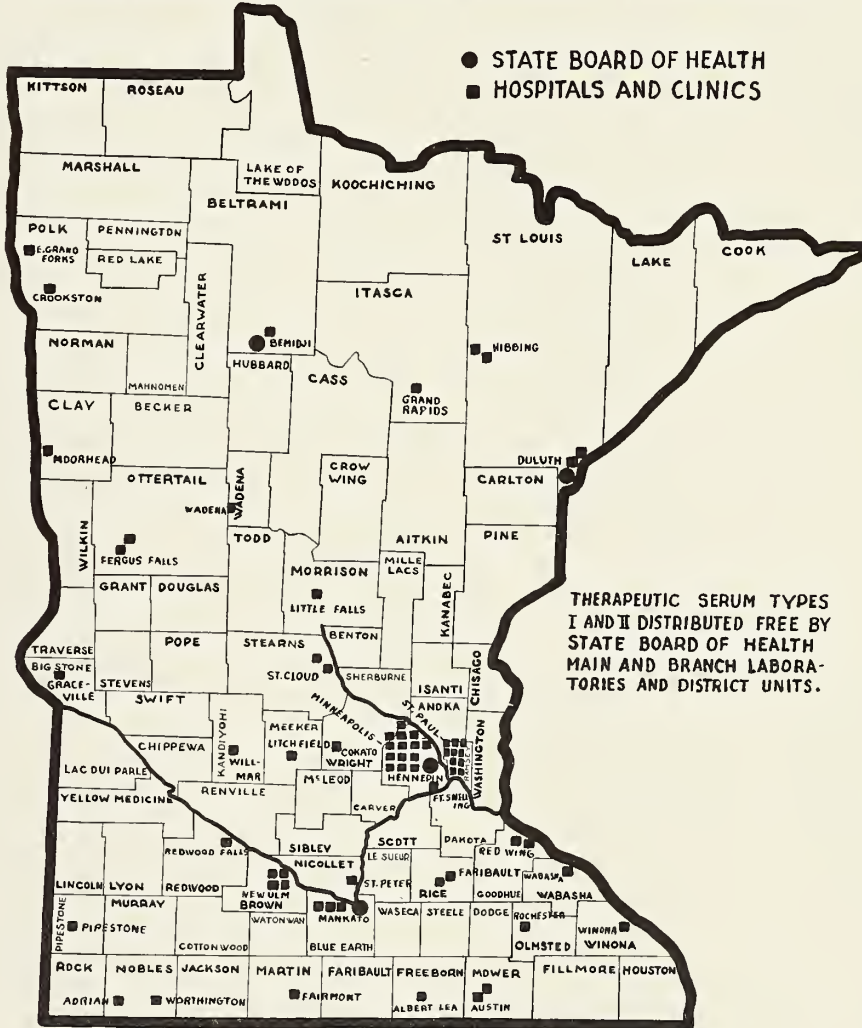 STATE BOARD OF HEALTH
HOSPITALS AND CLINICS
KITTSON
ROSEAU
MARSHALL
LAKE OF
THE WOODS
KOOCHICHING
BELTRAMI
POLK
PENNINGTON
ST LOUIS
LAKE
COOK
E. GRAND
FORKS
RED LAKE
CLEARWATER
ITASCA
CROOKSTON
NORMAN
BEMIDJI
HIBBING
MAHNOMEN
HUBBARD
CASS
GRAND
RAPIDS
CLAY
BECKER
MOORHEAD
DULUTH
OTTERTAIL
WADENA
WADENA
CROW
WING
CARLTON
WILKIN
FERGUS FALLS
TODD
AITKIN
PINE
MILLE
LACS
KANABEC
GRANT
DOUGLAS
MORRISON
LITTLE FALLS
THERAPEUTIC SERUM TYPES
I AND II DISTRIBUTED FREE BY
STATE BOARD OF HEALTH
MAIN AND BRANCH LABORA-
TORIES AND DISTRICT UNITS.
TRAVERSE
POPE
STEARNS
BENTON
BIG STONE
GRACE-
VILLE
STEVENS
ST. CLOUD
SHERBURNE
ISANTI
CHISAGO
SWIFT
ANOKA
MINNEAPOLIS
ST. PAUL
CHIPPEWA
KANDIYOHI
WILL-
MAR
MEEKER
LITCHFIELD
COKATO
WRIGHT
HENNEPIN
RAMSEY
WASHINGTON
LAC DUI PARLE
RENVILLE
McLEOD
CARVER
FT. SNELL
ING
YELLOW MEDICINE
REDWOOD FALLS
SIBLEY
SCOTT
DAKOTA
RED WING
NICOLLET
LE SUEUR
ST. PETER
LINCOLN
LYON
REDWOOD
NEW ULM
BROWN
RICE
FARIBAULT
GOODHUE
WABASHA
WABASHA
PIPESTONE
PIPESTONE
MURRAY
COTTONWOOD
WATONWAN
MANKATO
BLUE EARTH
WASECA
STEELE
DODGE
ROCHESTER
OLMSTED
WINONA
WINONA
ROCK
NOBLES
JACKSON
MARTIN
FARIBAULT
FREEBORN
MOWER
FILLMORE
HOUSTON
ADRIAN
WORTHINGTON
FAIRMONT
ALBERT LEA
AUSTIN